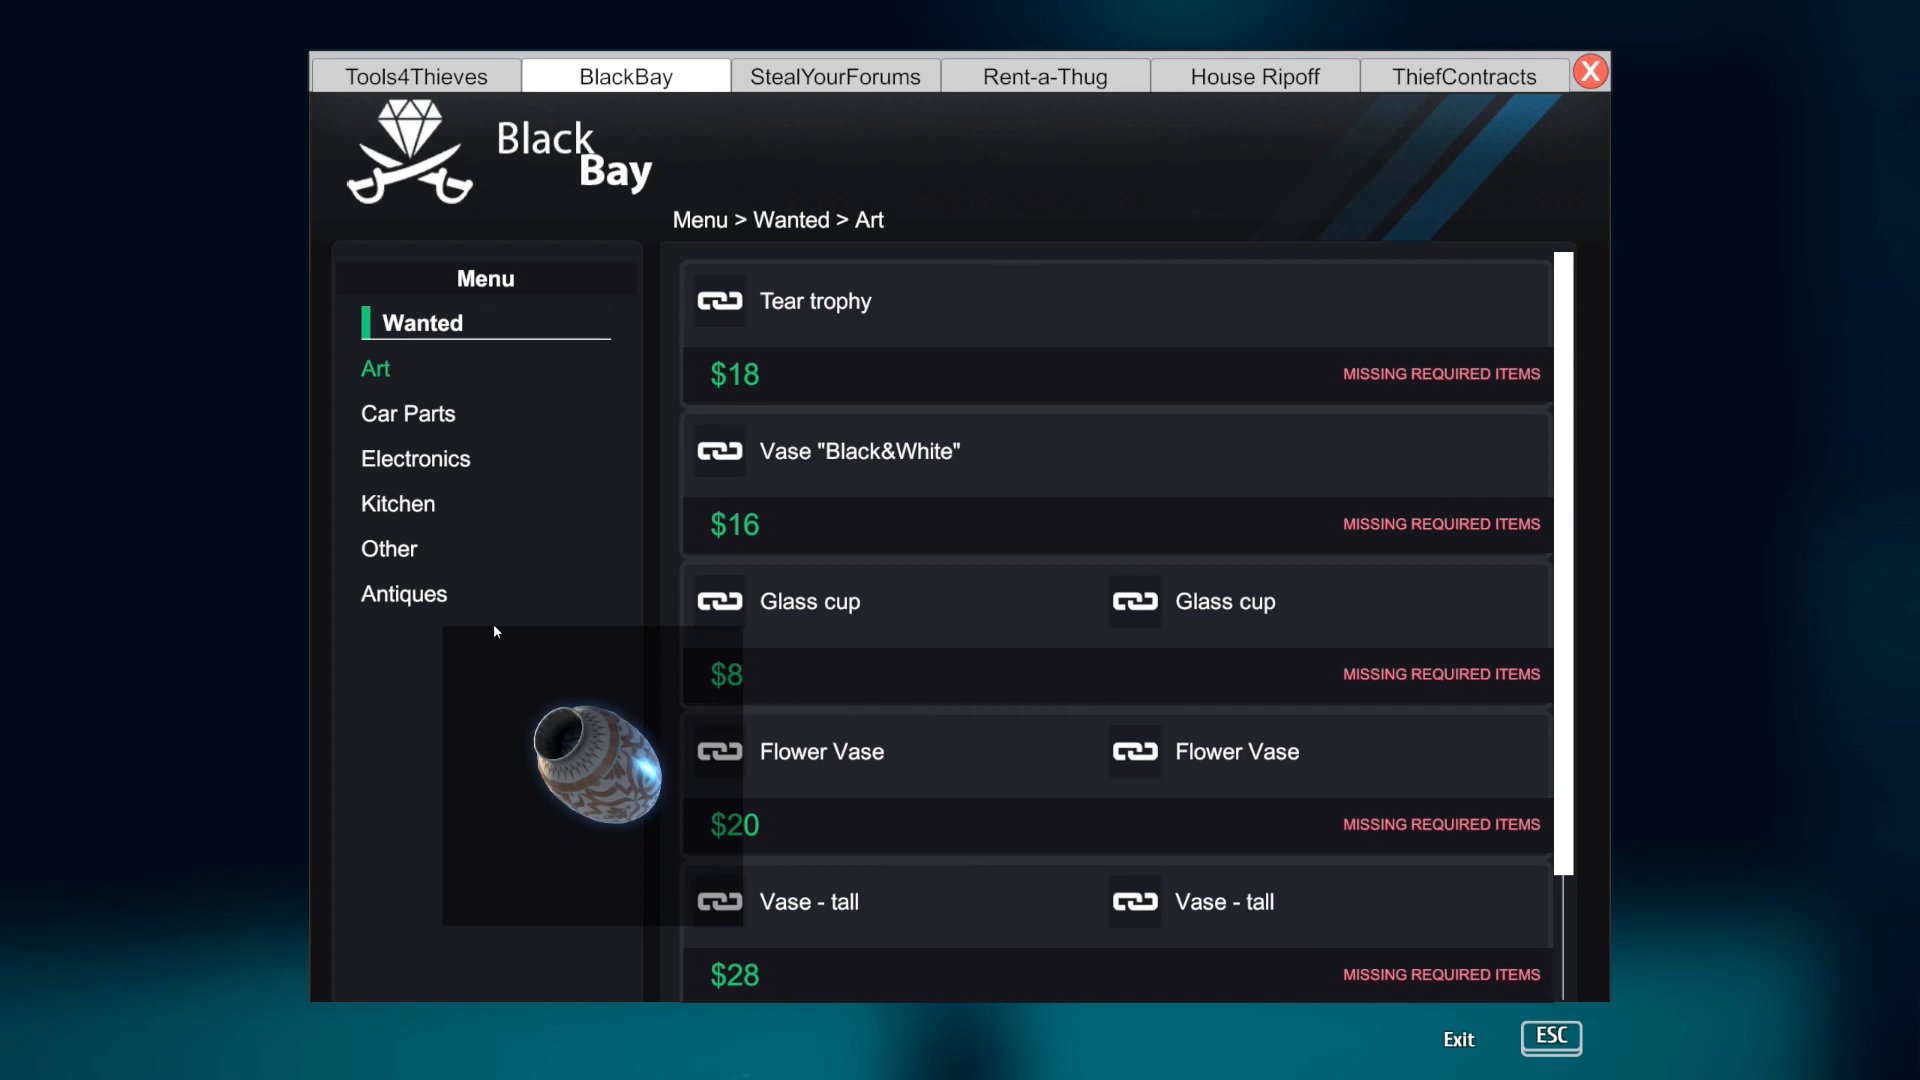 Tools4Thieves BlackBay StealYourForums Rent-a-Thug House Ripoff ThiefContracts X
Black
Bay
Menu > Wanted > Art
Menu
Wanted
Art
Car Parts
Electronics
Kitchen
Other
Antiques
Tear trophy
$18 MISSING REQUIRED ITEMS
Vase "Black&White"
$16 MISSING REQUIRED ITEMS
Glass cup Glass cup
$8 MISSING REQUIRED ITEMS
Flower Vase Flower Vase
$20 MISSING REQUIRED ITEMS
Vase - tall Vase - tall
$28 MISSING REQUIRED ITEMS
Exit ESC